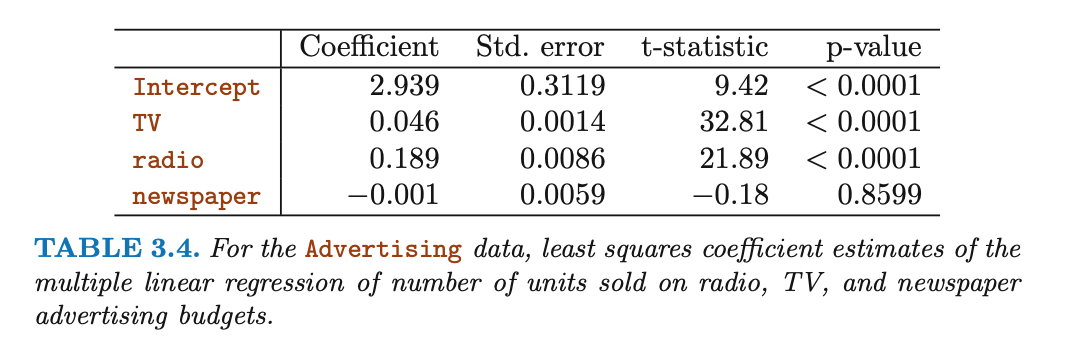 Coefficient Std. error t-statistic p-value
Intercept 2.939 0.3119 9.42 < 0.0001
TV 0.046 0.0014 32.81 < 0.0001
radio 0.189 0.0086 21.89 < 0.0001
newspaper −0.001 0.0059 −0.18 0.8599
TABLE 3.4. For the Advertising data, least squares coefficient estimates of the
multiple linear regression of number of units sold on radio, TV, and newspaper
advertising budgets.